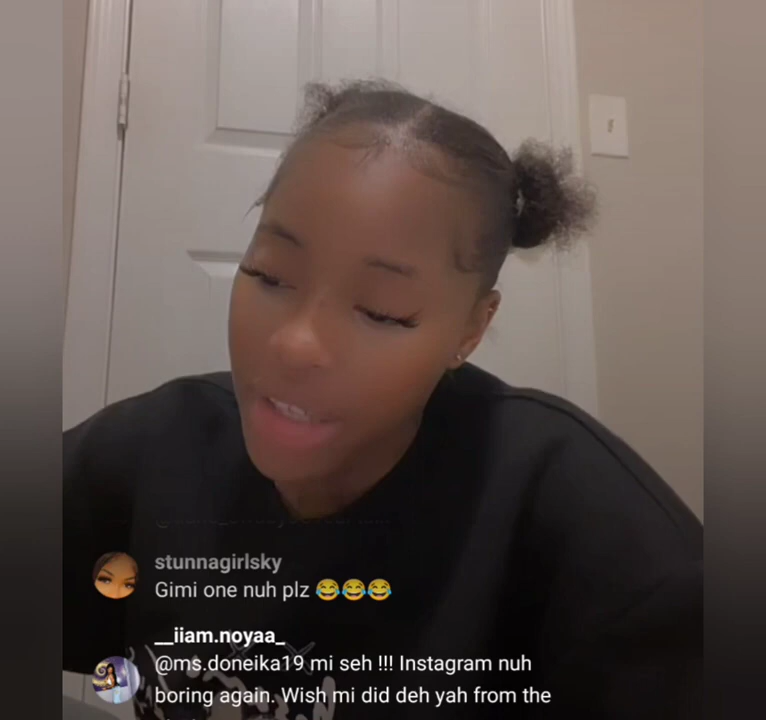 stunnagirlsky
Gimi one nuh plz 😂😂😂
__iiam.noyaa_
@ms.doneika19 mi seh !!! Instagram nuh
boring again. Wish mi did deh yah from the